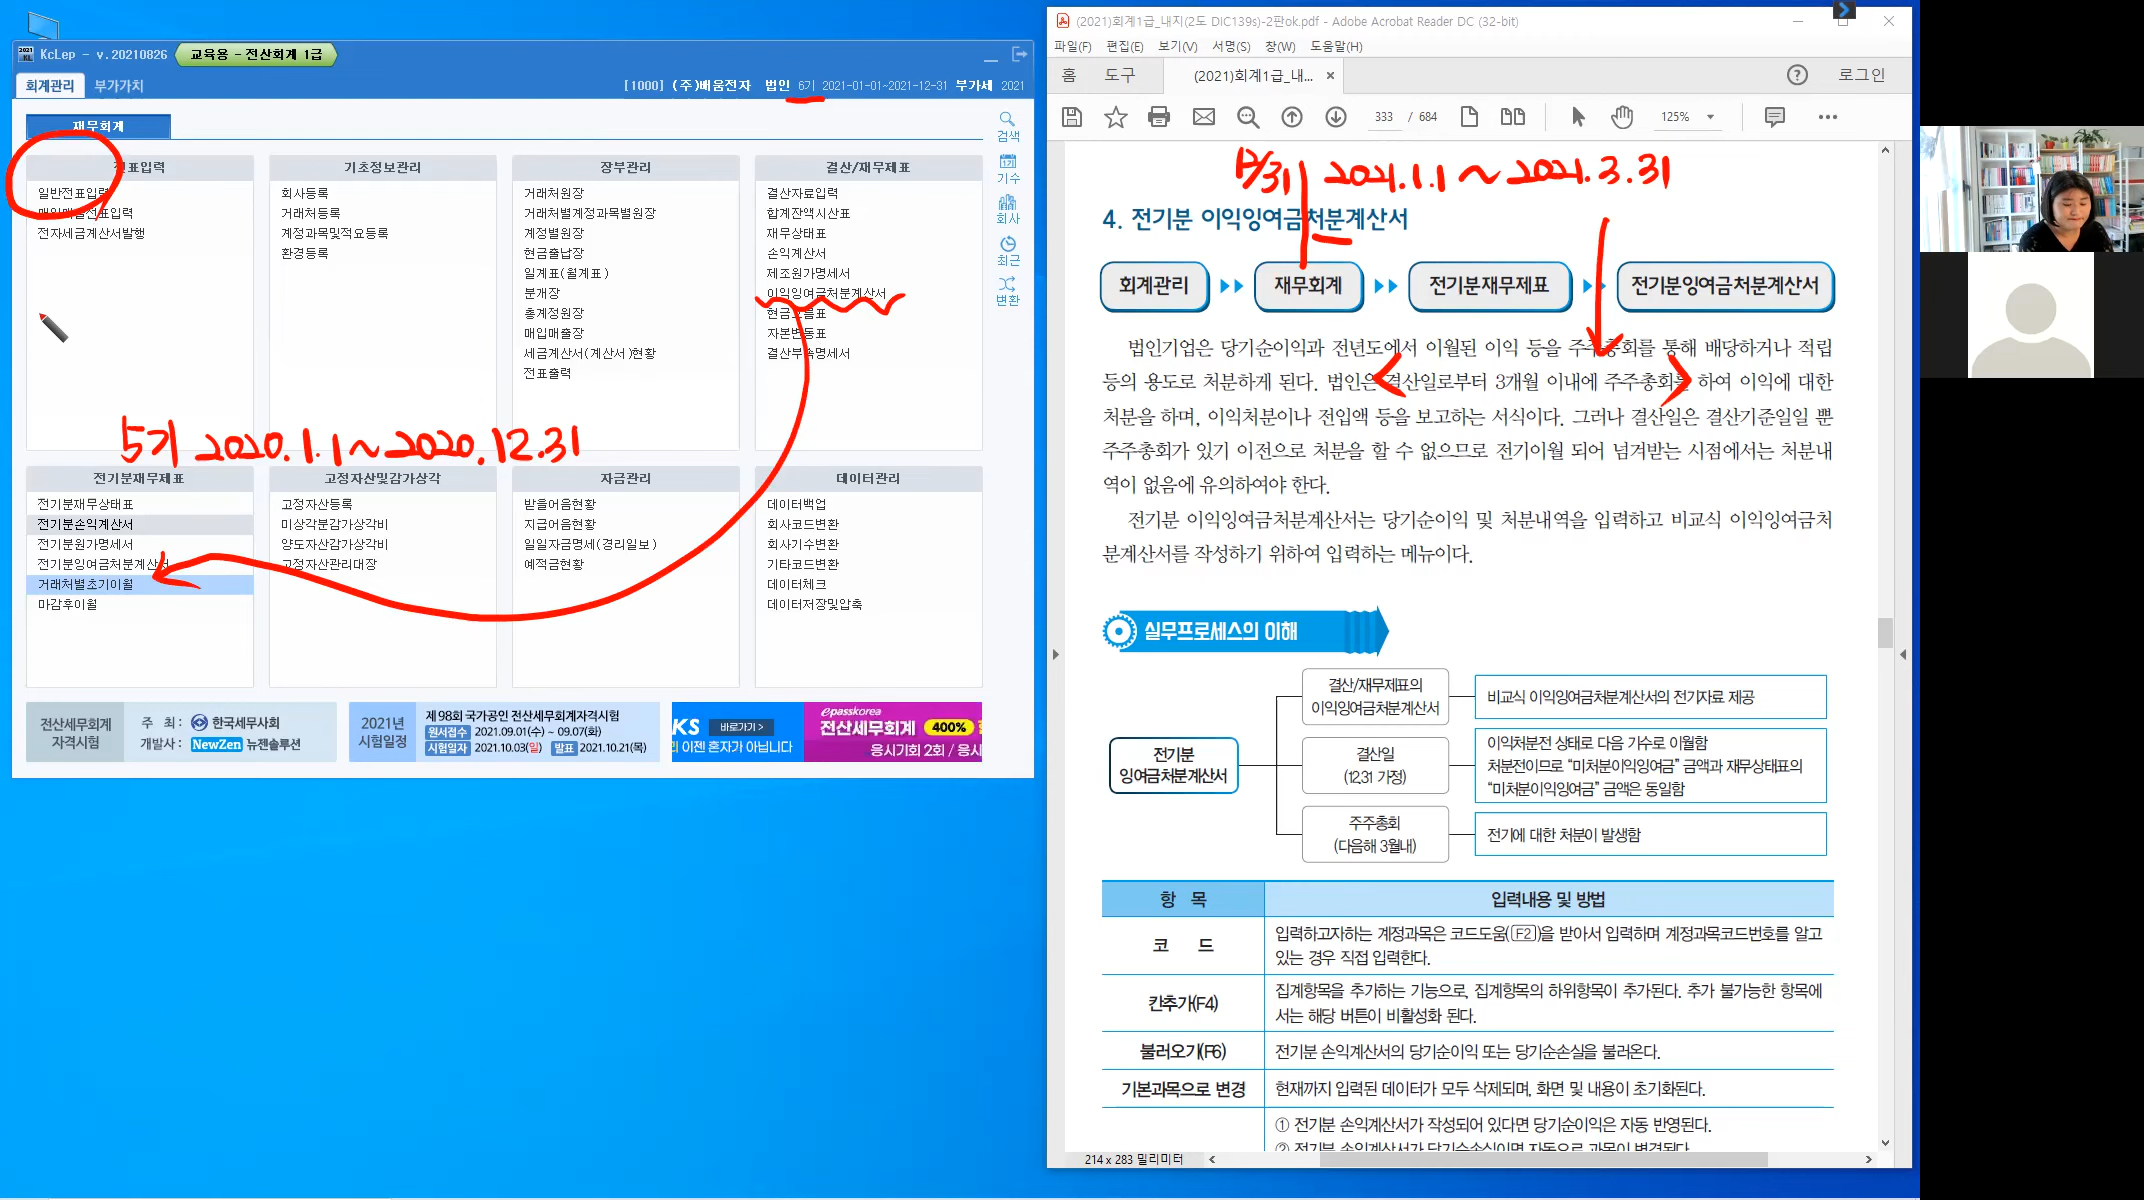 KcLep - v.20210826
교육용 - 전산회계 1급
회계관리 부가가치
[1000] (주)배움전자 법인 6기 2021-01-01~2021-12-31 부가세 2021
재무회계
전표입력
일반전표입력
매입매출전표입력
전자세금계산서발행
기초정보관리
회사등록
거래처등록
계정과목및적요등록
환경등록
장부관리
거래처원장
거래처별계정과목별원장
계정별원장
현금출납장
일계표(월계표)
분개장
총계정원장
매입매출장
세금계산서(계산서)현황
전표출력
결산/재무제표
결산자료입력
합계잔액시산표
재무상태표
손익계산서
제조원가명세서
이익잉여금처분계산서
현금흐름표
자본변동표
결산부속명세서
검색
기수
회사
최근
변환
5기 2020.1.1~2020.12.31
전기분재무제표
전기분재무상태표
전기분손익계산서
전기분원가명세서
전기분잉여금처분계산서
거래처별초기이월
마감후이월
고정자산및감가상각
고정자산등록
미상각분감가상각비
양도자산감가상각비
고정자산관리대장
자금관리
받을어음현황
지급어음현황
일일자금명세(경리일보)
예적금현황
데이터관리
데이터백업
회사코드변환
회사기수변환
기타코드변환
데이터체크
데이터저장및압축
전산세무회계
자격시험
주 최 : 한국세무사회
개발사 : NewZen 뉴젠솔루션
2021년
시험일정
제98회 국가공인 전산세무회계자격시험
원서접수 2021.09.01(수) ~ 09.07(화)
시험일자 2021.10.03(일) 발표 2021.10.21(목)
KS 바로가기 >
이젠 혼자가 아닙니다
epasskorea
전산세무회계 400%
응시기회 2회 / 응시
(2021)회계1급_내지(2도 DIC139s)-2판ok.pdf - Adobe Acrobat Reader DC (32-bit)
파일(F) 편집(E) 보기(V) 서명(S) 창(W) 도움말(H)
홈 도구 (2021)회계1급_내... × 로그인
333 / 684 125%
12/31 2021.1.1 ~ 2021.3.31
4. 전기분 이익잉여금처분계산서
회계관리 재무회계 전기분재무제표 전기분잉여금처분계산서
법인기업은 당기순이익과 전년도에서 이월된 이익 등을 주주총회를 통해 배당하거나 적립
등의 용도로 처분하게 된다. 법인은 결산일로부터 3개월 이내에 주주총회를 하여 이익에 대한
처분을 하며, 이익처분이나 전입액 등을 보고하는 서식이다. 그러나 결산일은 결산기준일일 뿐
주주총회가 있기 이전으로 처분을 할 수 없으므로 전기이월 되어 넘겨받는 시점에서는 처분내
역이 없음에 유의하여야 한다.
전기분 이익잉여금처분계산서는 당기순이익 및 처분내역을 입력하고 비교식 이익잉여금처
분계산서를 작성하기 위하여 입력하는 메뉴이다.
실무프로세스의 이해
전기분
잉여금처분계산서
결산/재무제표의
이익잉여금처분계산서
비교식 이익잉여금처분계산서의 전기자료 제공
결산일
(12.31 가정)
이익처분전 상태로 다음 기수로 이월함
처분전이므로 “미처분이익잉여금” 금액과 재무상태표의
“미처분이익잉여금” 금액은 동일함
주주총회
(다음해 3월내)
전기에 대한 처분이 발생함
항 목 입력내용 및 방법
코 드 입력하고자하는 계정과목은 코드도움(F2)을 받아서 입력하며 계정과목코드번호를 알고
있는 경우 직접 입력한다.
칸추가(F4) 집계항목을 추가하는 기능으로, 집계항목의 하위항목이 추가된다. 추가 불가능한 항목에
서는 해당 버튼이 비활성화 된다.
불러오기(F6) 전기분 손익계산서의 당기순이익 또는 당기순손실을 불러온다.
기본과목으로 변경 현재까지 입력된 데이터가 모두 삭제되며, 화면 및 내용이 초기화된다.
① 전기분 손익계산서가 작성되어 있다면 당기순이익은 자동 반영된다.
② 전기분 손익계산서가 당기순손실이면 자동으로 과목이 변경된다.
214 x 283 밀리미터